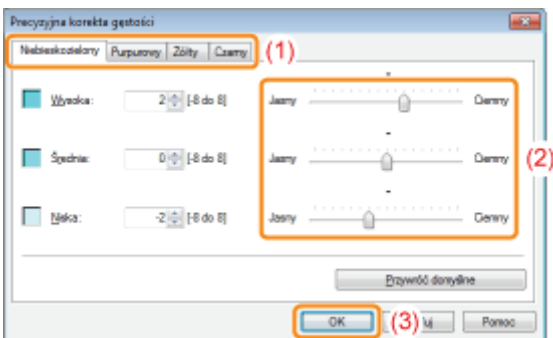 Precyzyjna korekta gęstości
Niebieskozielony Purpurowy Żółty Czarny (1)
Wysoka: 2 [-8 do 8] Jasny Ciemny
Średnia: 0 [-8 do 8] Jasny Ciemny (2)
Niska: -2 [-8 do 8] Jasny Ciemny
Przywróć domyślne
OK (3) uj Pomoc